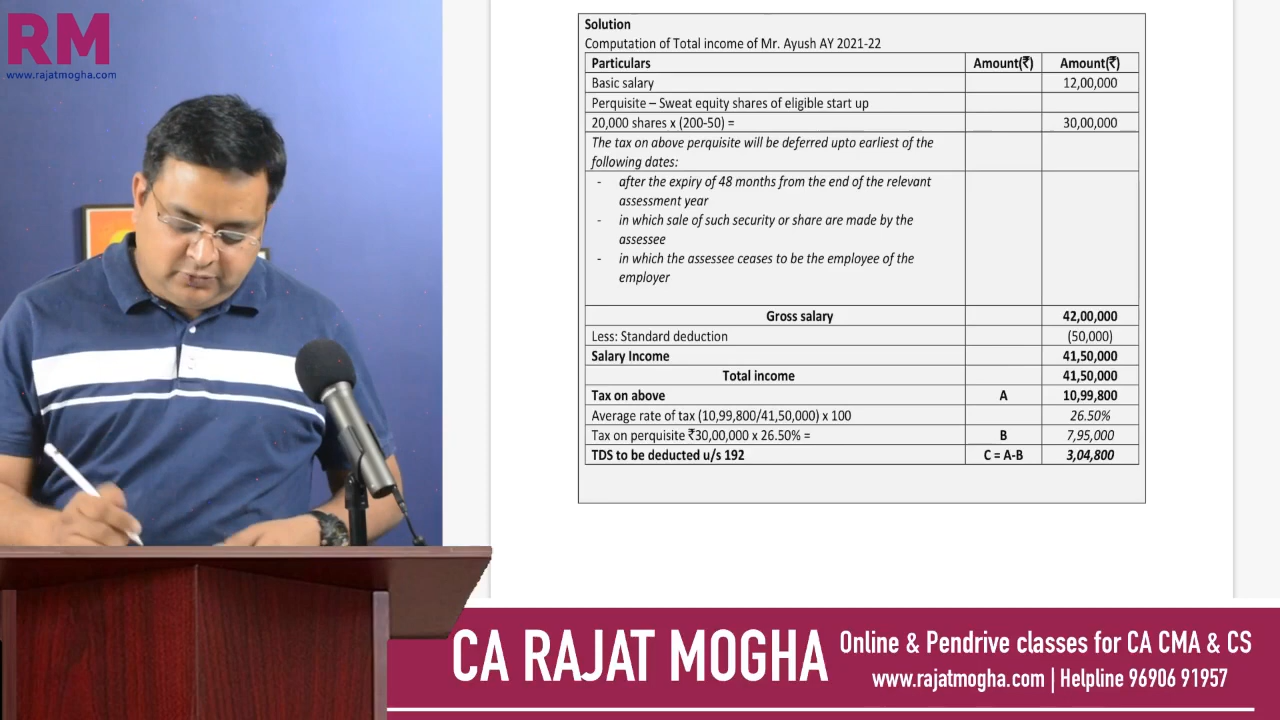 RM
www.rajatmogha.com
Solution
Computation of Total income of Mr. Ayush AY 2021-22
Particulars Amount(₹) Amount(₹)
Basic salary 12,00,000
Perquisite – Sweat equity shares of eligible start up
20,000 shares x (200-50) = 30,00,000
The tax on above perquisite will be deferred upto earliest of the
following dates:
- after the expiry of 48 months from the end of the relevant
assessment year
- in which sale of such security or share are made by the
assessee
- in which the assessee ceases to be the employee of the
employer
Gross salary 42,00,000
Less: Standard deduction (50,000)
Salary Income 41,50,000
Total income 41,50,000
Tax on above A 10,99,800
Average rate of tax (10,99,800/41,50,000) x 100 26.50%
Tax on perquisite ₹30,00,000 x 26.50% = B 7,95,000
TDS to be deducted u/s 192 C = A-B 3,04,800
CA RAJAT MOGHA
Online & Pendrive classes for CA CMA & CS
www.rajatmogha.com | Helpline 96906 91957